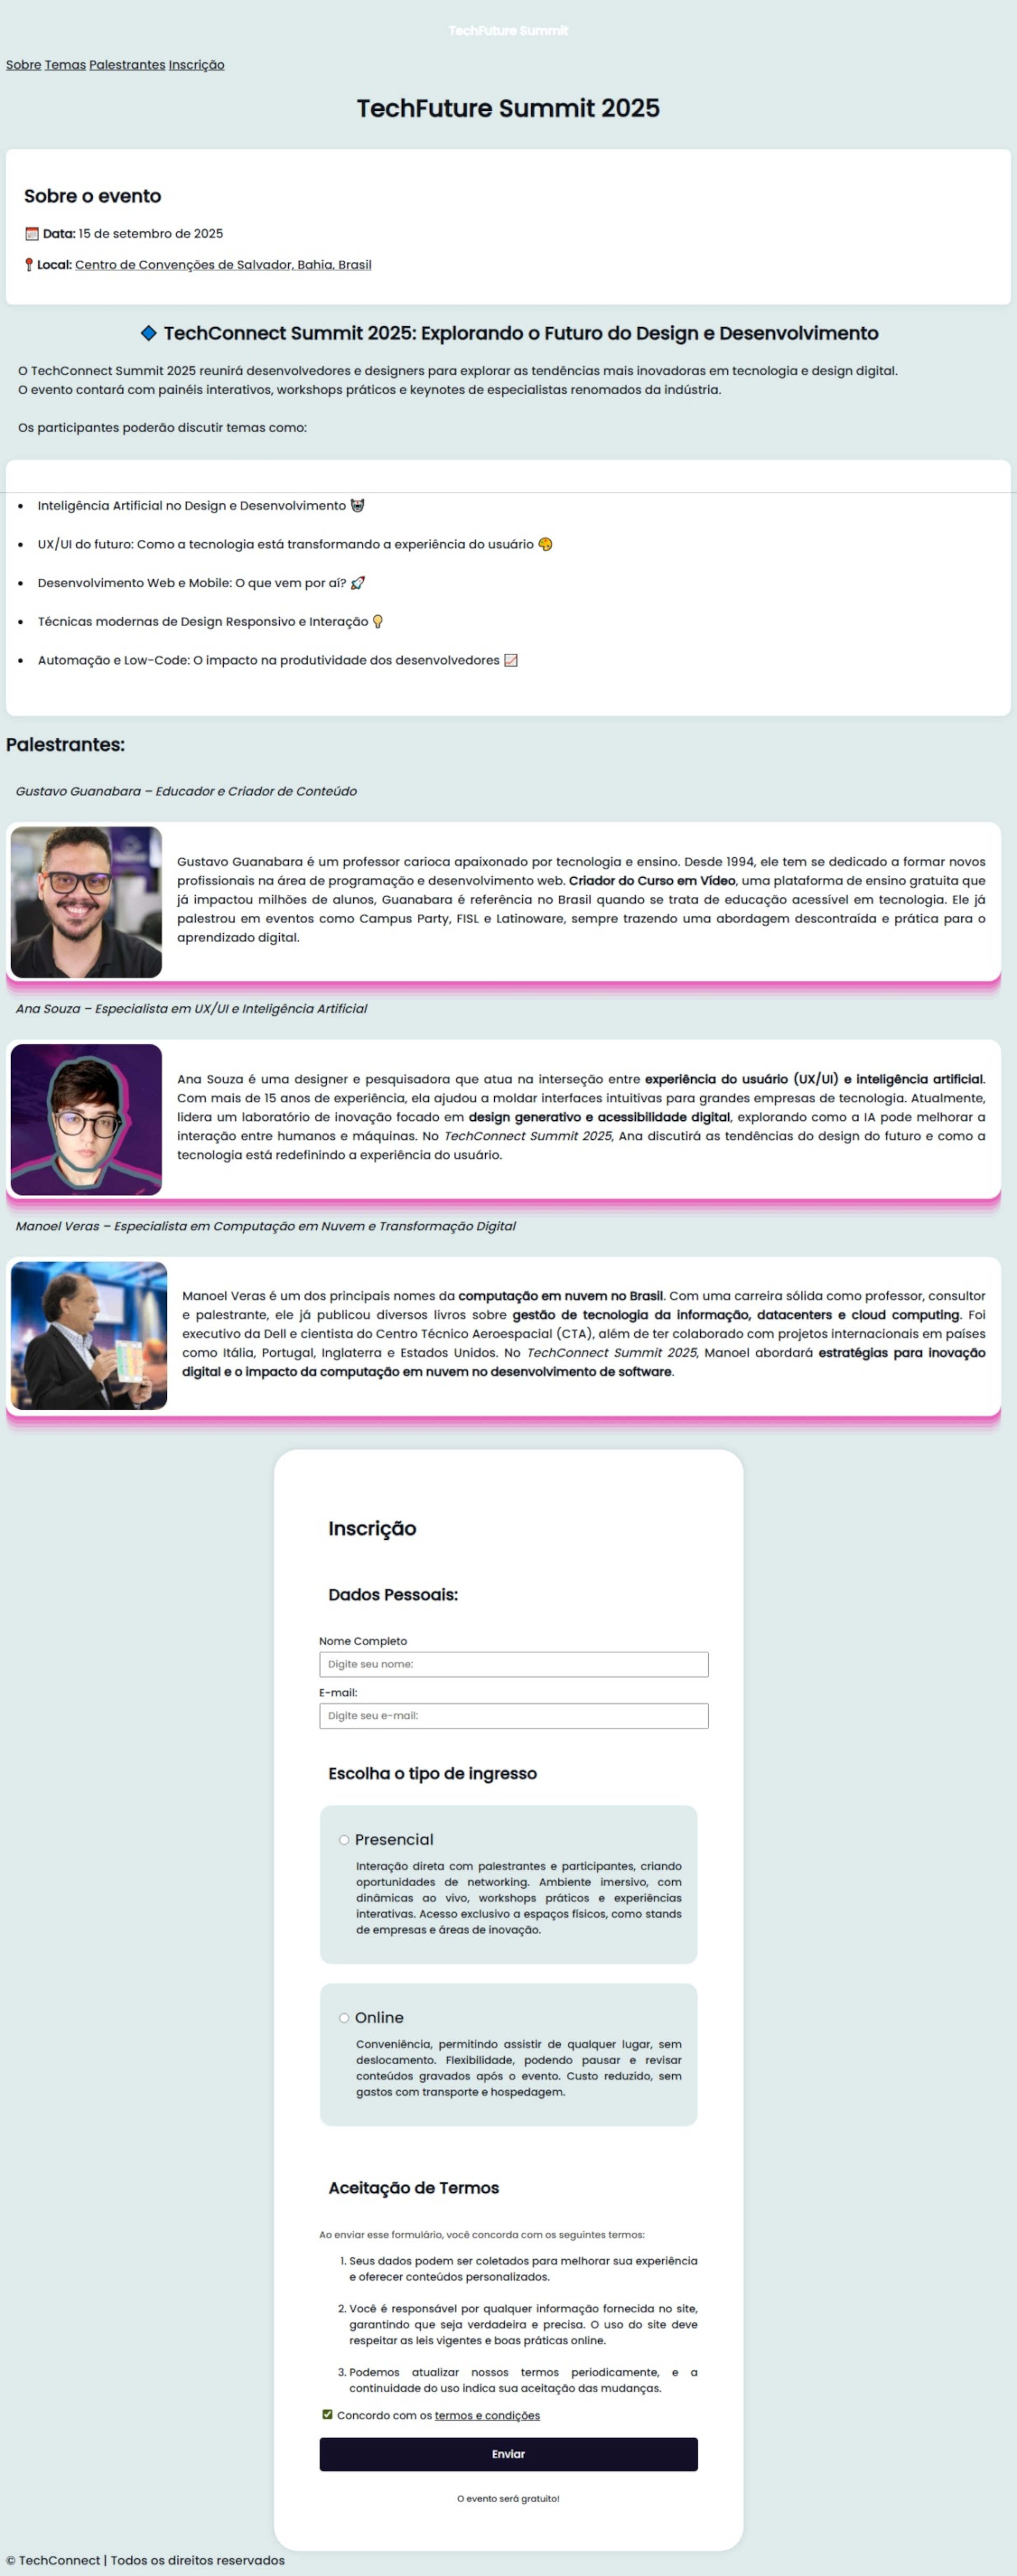 TechFuture Summit
Sobre Temas Palestrantes Inscrição
TechFuture Summit 2025
Sobre o evento
Data: 15 de setembro de 2025
Local: Centro de Convenções de Salvador, Bahia, Brasil
TechConnect Summit 2025: Explorando o Futuro do Design e Desenvolvimento
O TechConnect Summit 2025 reunirá desenvolvedores e designers para explorar as tendências mais inovadoras em tecnologia e design digital.
O evento contará com painéis interativos, workshops práticos e keynotes de especialistas renomados da indústria.
Os participantes poderão discutir temas como:
• Inteligência Artificial no Design e Desenvolvimento
• UX/UI do futuro: Como a tecnologia está transformando a experiência do usuário
• Desenvolvimento Web e Mobile: O que vem por aí?
• Técnicas modernas de Design Responsivo e Interação
• Automação e Low-Code: O impacto na produtividade dos desenvolvedores
Palestrantes:
Gustavo Guanabara – Educador e Criador de Conteúdo
Gustavo Guanabara é um professor carioca apaixonado por tecnologia e ensino. Desde 1994, ele tem se dedicado a formar novos
profissionais na área de programação e desenvolvimento web. Criador do Curso em Vídeo, uma plataforma de ensino gratuita que
já impactou milhões de alunos, Guanabara é referência no Brasil quando se trata de educação acessível em tecnologia. Ele já
palestrou em eventos como Campus Party, FISL e Latinoware, sempre trazendo uma abordagem descontraída e prática para o
aprendizado digital.
Ana Souza – Especialista em UX/UI e Inteligência Artificial
Ana Souza é uma designer e pesquisadora que atua na interseção entre experiência do usuário (UX/UI) e inteligência artificial.
Com mais de 15 anos de experiência, ela ajudou a moldar interfaces intuitivas para grandes empresas de tecnologia. Atualmente,
lidera um laboratório de inovação focado em design generativo e acessibilidade digital, explorando como a IA pode melhorar a
interação entre humanos e máquinas. No TechConnect Summit 2025, Ana discutirá as tendências do design do futuro e como a
tecnologia está redefinindo a experiência do usuário.
Manoel Veras – Especialista em Computação em Nuvem e Transformação Digital
Manoel Veras é um dos principais nomes da computação em nuvem no Brasil. Com uma carreira sólida como professor, consultor
e palestrante, ele já publicou diversos livros sobre gestão de tecnologia da informação, datacenters e cloud computing. Foi
executivo da Dell e cientista do Centro Técnico Aeroespacial (CTA), além de ter colaborado com projetos internacionais em países
como Itália, Portugal, Inglaterra e Estados Unidos. No TechConnect Summit 2025, Manoel abordará estratégias para inovação
digital e o impacto da computação em nuvem no desenvolvimento de software.
Inscrição
Dados Pessoais:
Nome Completo
Digite seu nome:
E-mail:
Digite seu e-mail:
Escolha o tipo de ingresso
Presencial
Interação direta com palestrantes e participantes, criando
oportunidades de networking. Ambiente imersivo, com
dinâmicas ao vivo, workshops práticos e experiências
interativas. Acesso exclusivo a espaços físicos, como stands
de empresas e áreas de inovação.
Online
Conveniência, permitindo assistir de qualquer lugar, sem
deslocamento. Flexibilidade, podendo pausar e revisar
conteúdos gravados após o evento. Custo reduzido, sem
gastos com transporte e hospedagem.
Aceitação de Termos
Ao enviar esse formulário, você concorda com os seguintes termos:
1. Seus dados podem ser coletados para melhorar sua experiência
e oferecer conteúdos personalizados.
2. Você é responsável por qualquer informação fornecida no site,
garantindo que seja verdadeira e precisa. O uso do site deve
respeitar as leis vigentes e boas práticas online.
3. Podemos atualizar nossos termos periodicamente, e a
continuidade do uso indica sua aceitação das mudanças.
Concordo com os termos e condições
Enviar
O evento será gratuito!
© TechConnect | Todos os direitos reservados